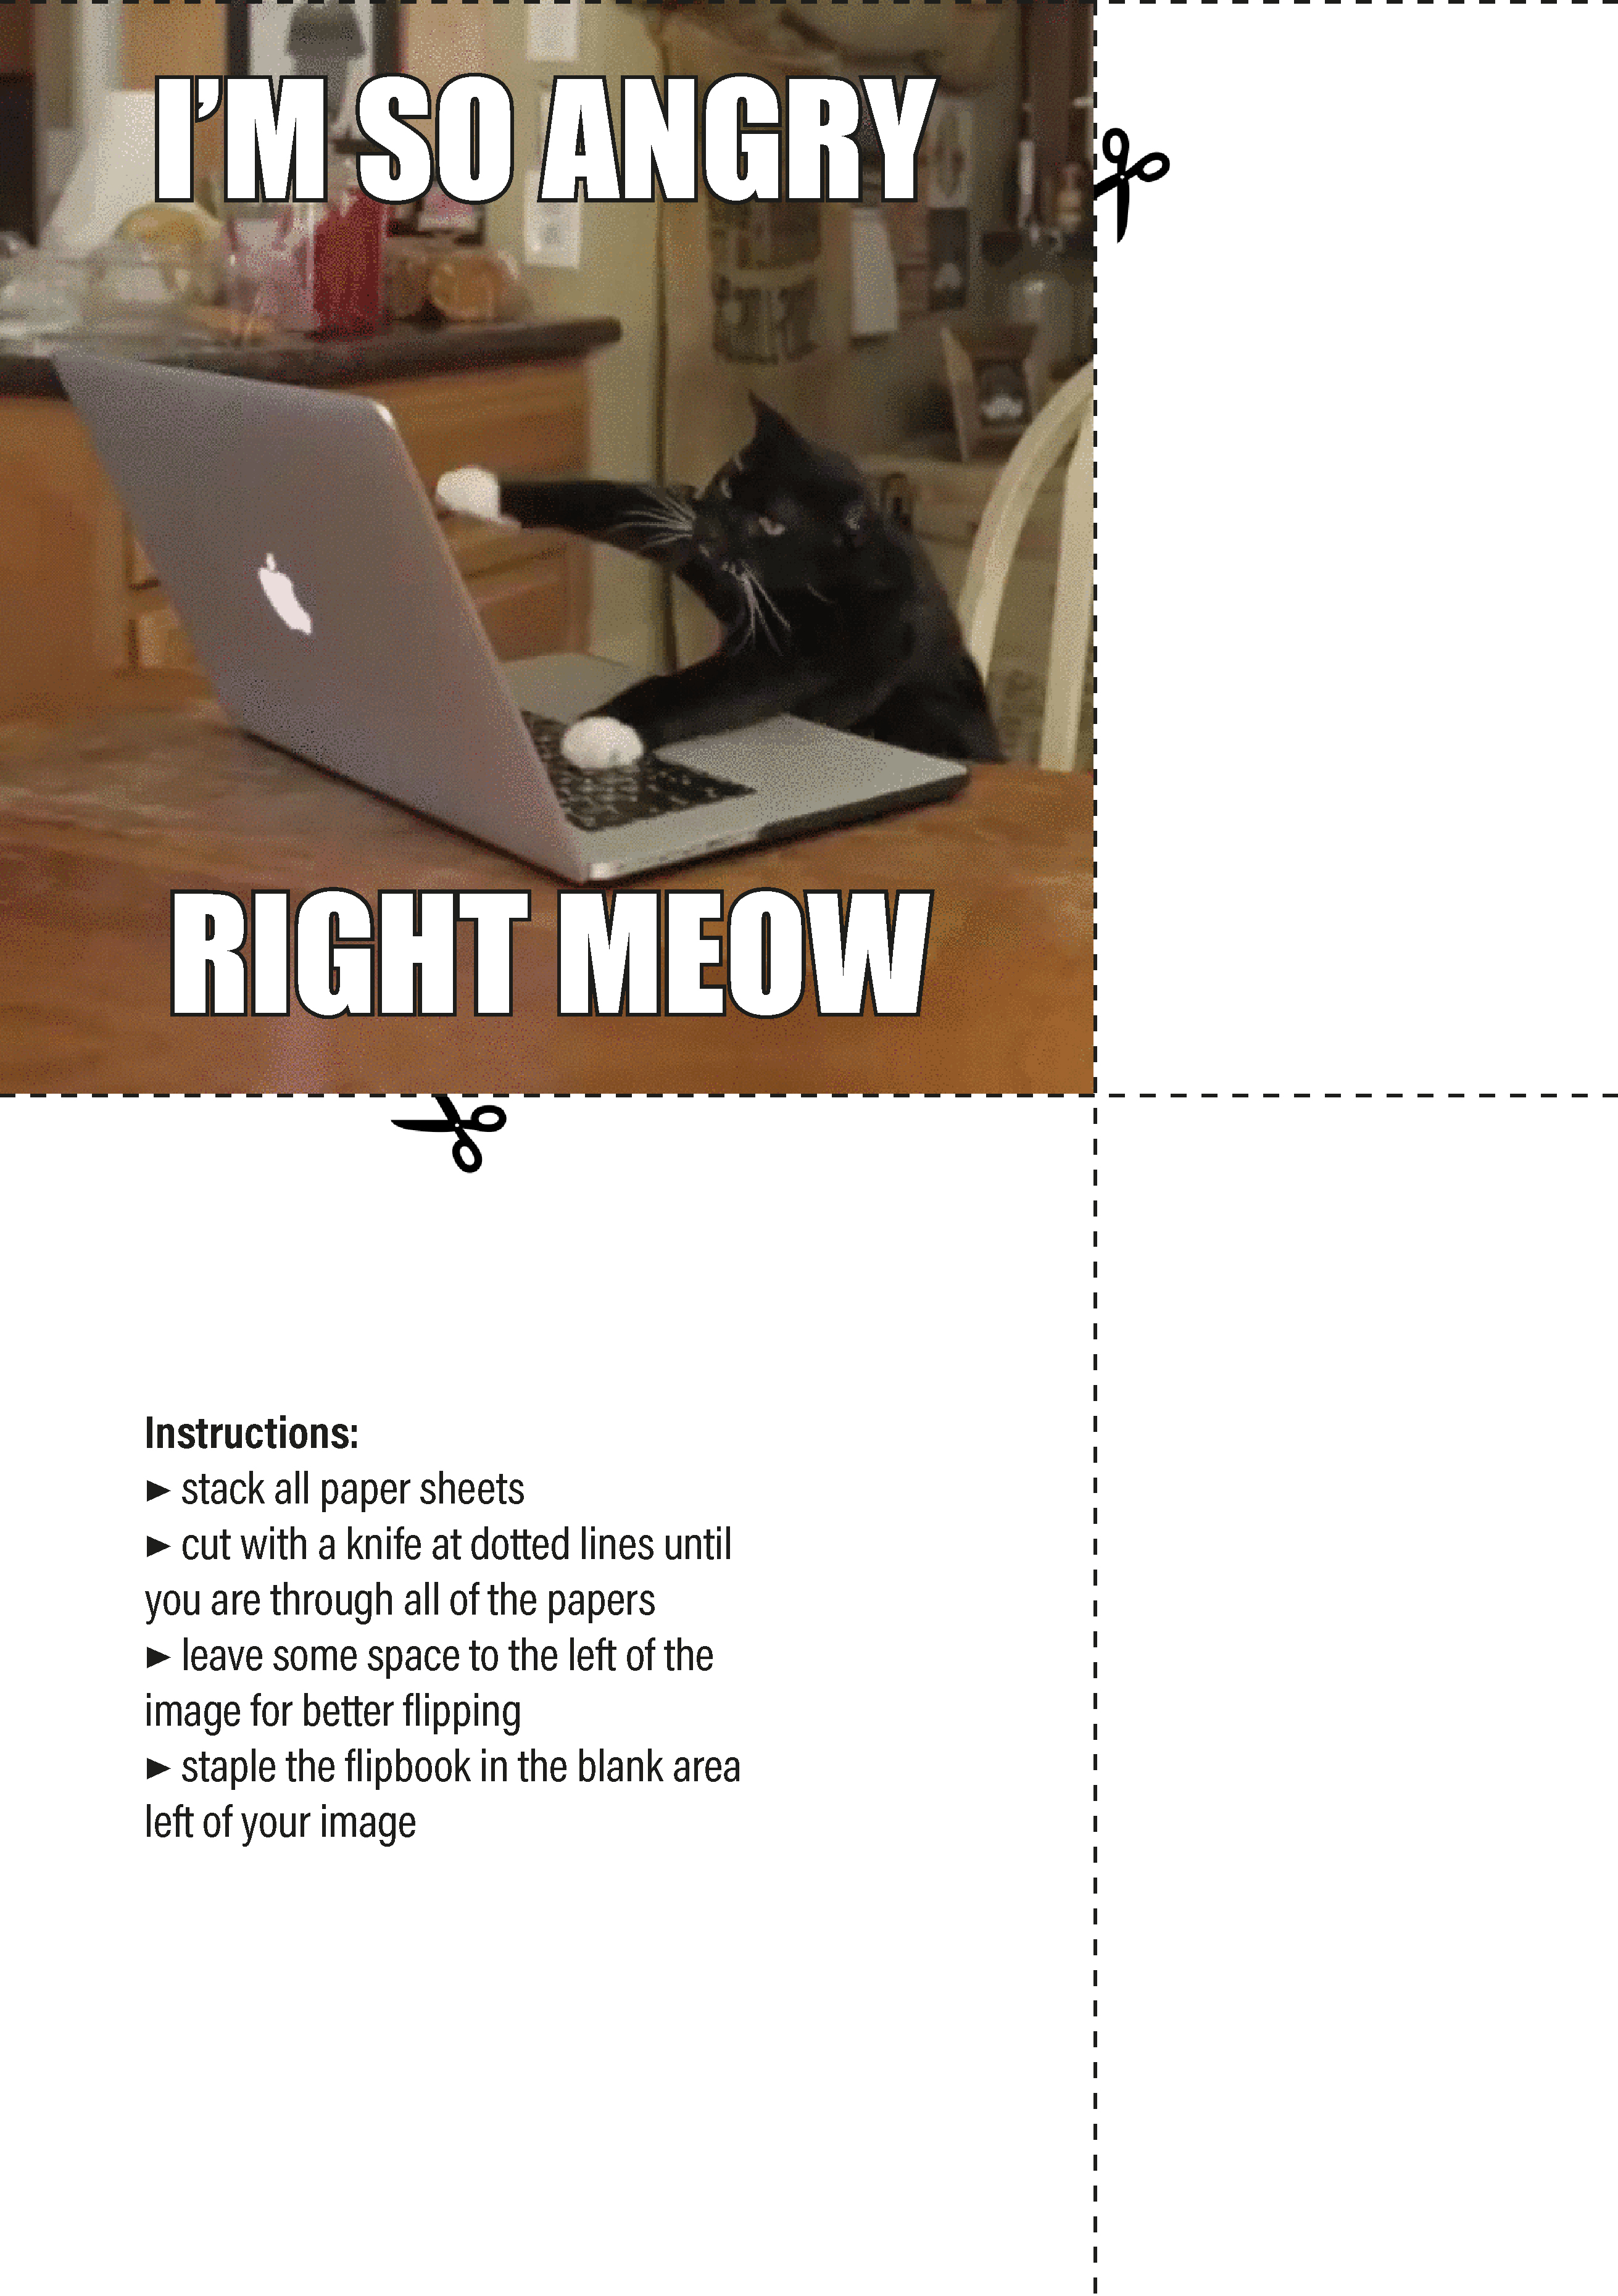 I’M SO ANGRY
RIGHT MEOW
Instructions:
► stack all paper sheets
► cut with a knife at dotted lines until
you are through all of the papers
► leave some space to the left of the
image for better flipping
► staple the flipbook in the blank area
left of your image